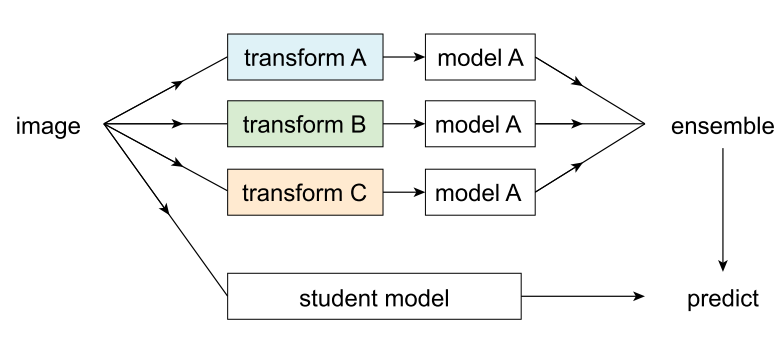 transform A
model A
image
transform B
model A
ensemble
transform C
model A
student model
predict